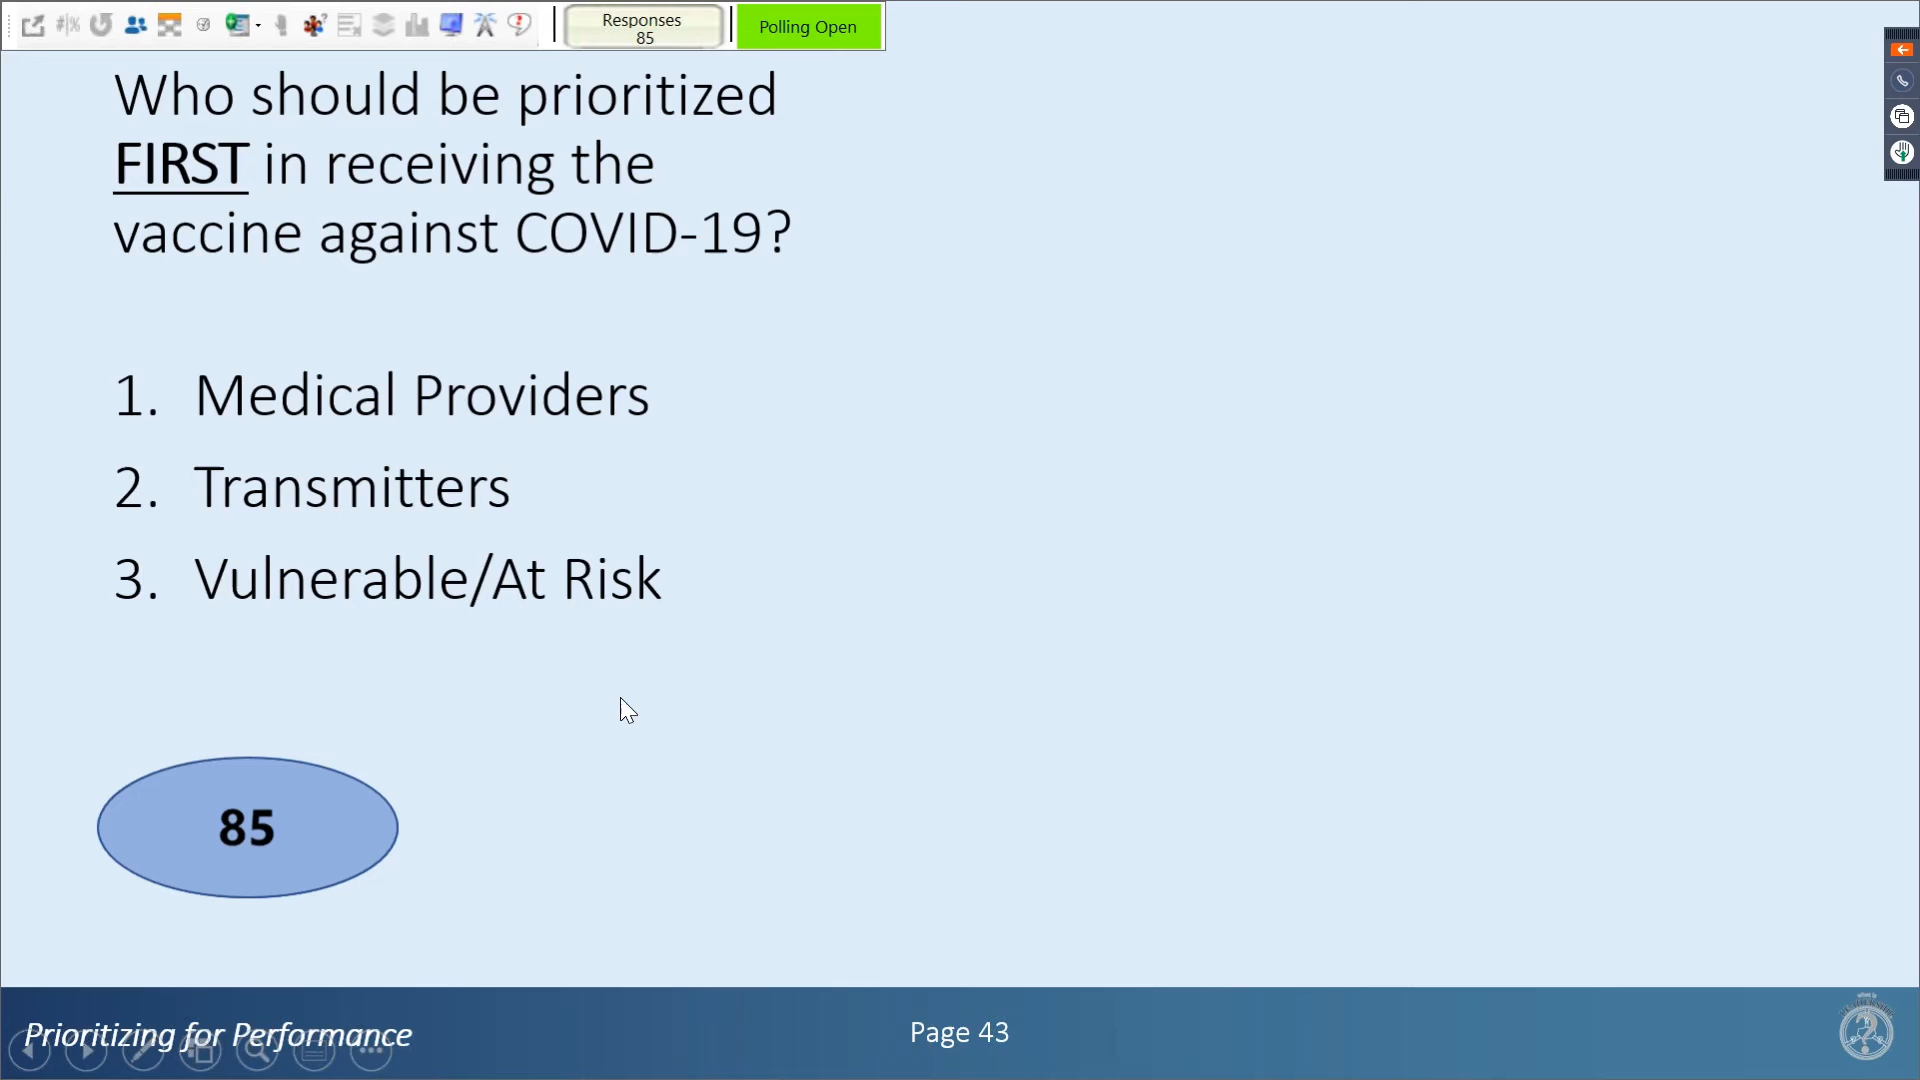 Responses
85
Polling Open
Who should be prioritized
FIRST in receiving the
vaccine against COVID-19?
1. Medical Providers
2. Transmitters
3. Vulnerable/At Risk
85
Prioritizing for Performance
Page 43